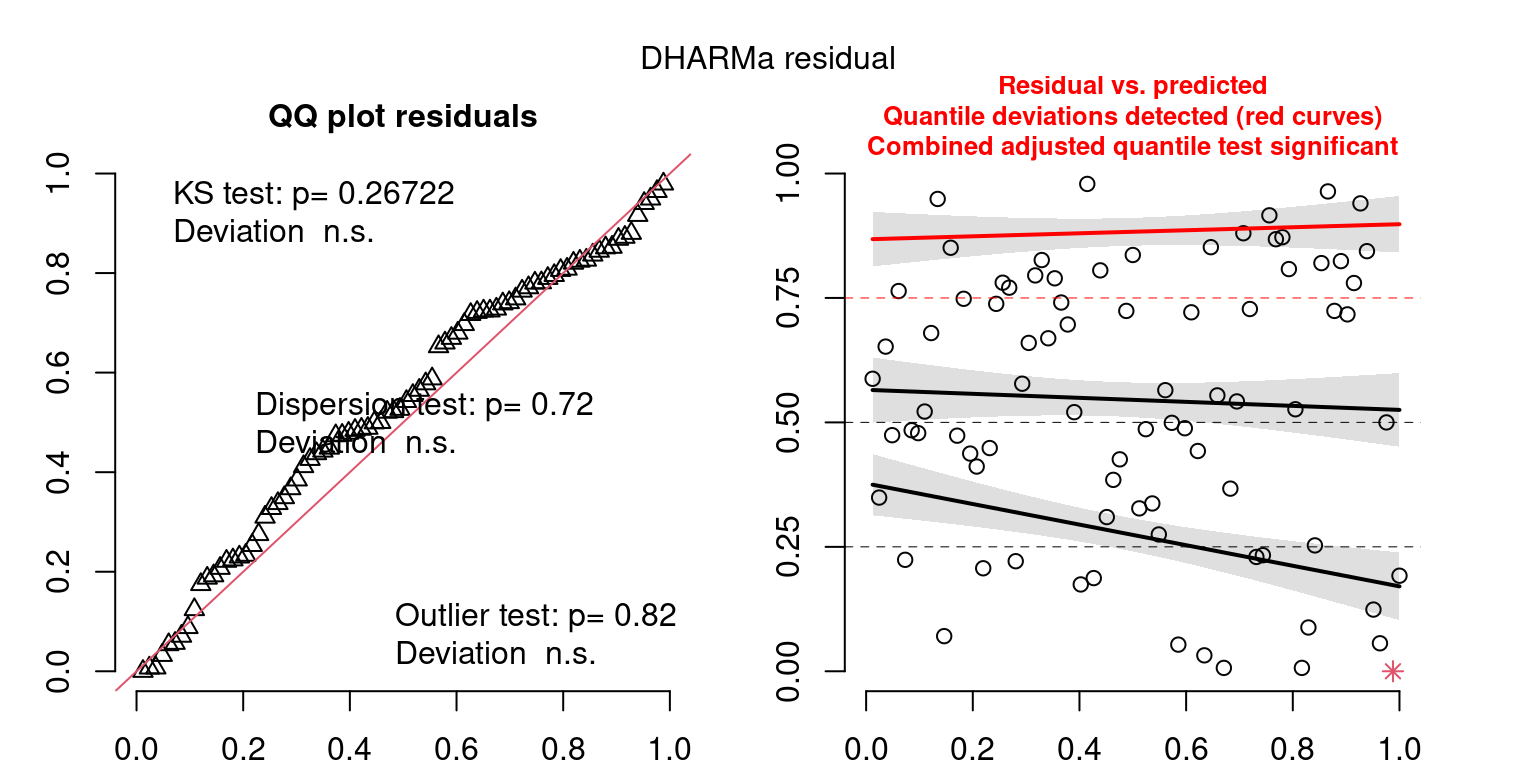 DHARMa residual
QQ plot residuals
1.0
0.8
0.6
0.4
0.2
0.0
KS test: p= 0.26722
Deviation n.s.
Dispersion test: p= 0.72
Deviation n.s.
Outlier test: p= 0.82
Deviation n.s.
0.0 0.2 0.4 0.6 0.8 1.0
Residual vs. predicted
Quantile deviations detected (red curves)
Combined adjusted quantile test significant
1.00
0.75
0.50
0.25
0.00
0.0 0.2 0.4 0.6 0.8 1.0